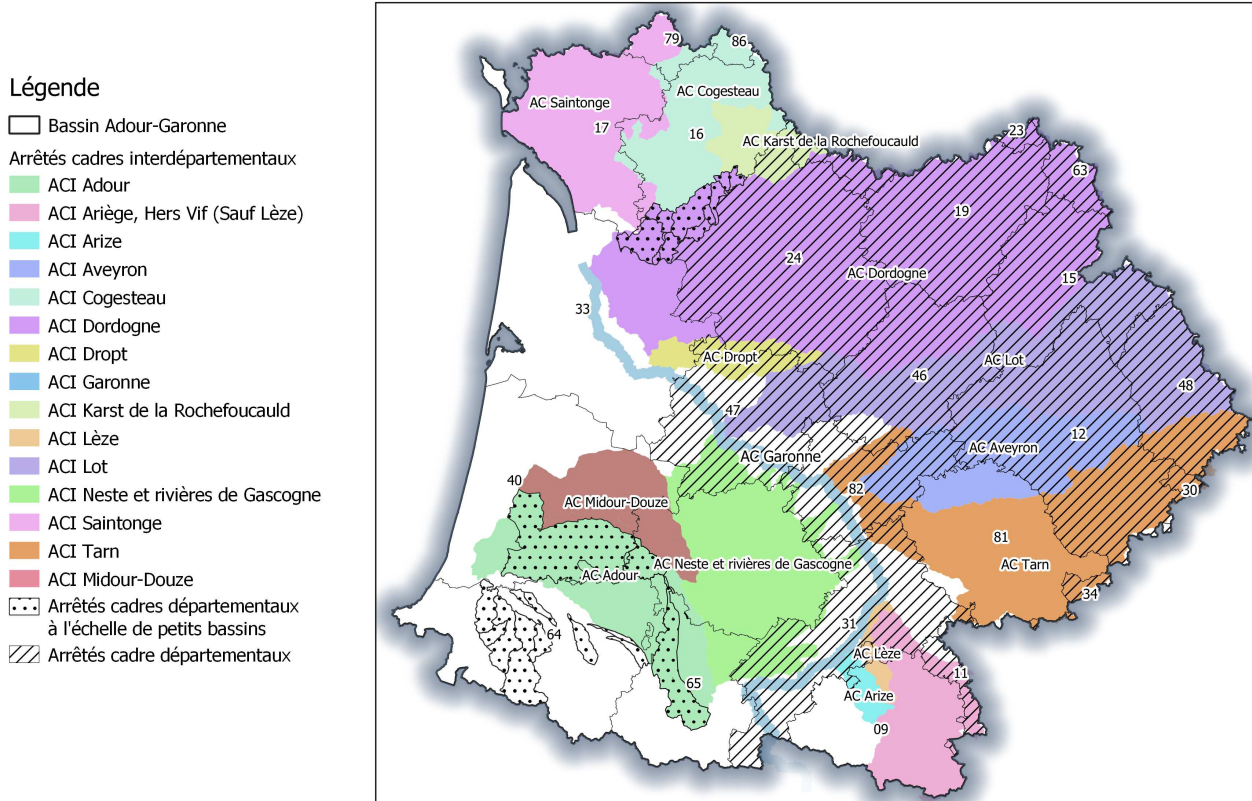 Légende
Bassin Adour-Garonne
Arrêtés cadres interdépartementaux
ACI Adour
ACI Ariège, Hers Vif (Sauf Lèze)
ACI Arize
ACI Aveyron
ACI Cogesteau
ACI Dordogne
ACI Dropt
ACI Garonne
ACI Karst de la Rochefoucauld
ACI Lèze
ACI Lot
ACI Neste et rivières de Gascogne
ACI Saintonge
ACI Tarn
ACI Midour-Douze
Arrêtés cadres départementaux
à l'échelle de petits bassins
Arrêtés cadre départementaux
79
86
AC Cogesteau
AC Saintonge
17
16
AC Karst de la Rochefoucauld
23
63
19
24
AC Dordogne
15
33
AC Dropt
AC Lot
46
48
47
12
AC Aveyron
AC Garonne
40
82
30
AC Midour-Douze
81
AC Neste et rivières de Gascogne
AC Tarn
AC Adour
34
31
64
AC Lèze
11
65
AC Arize
09